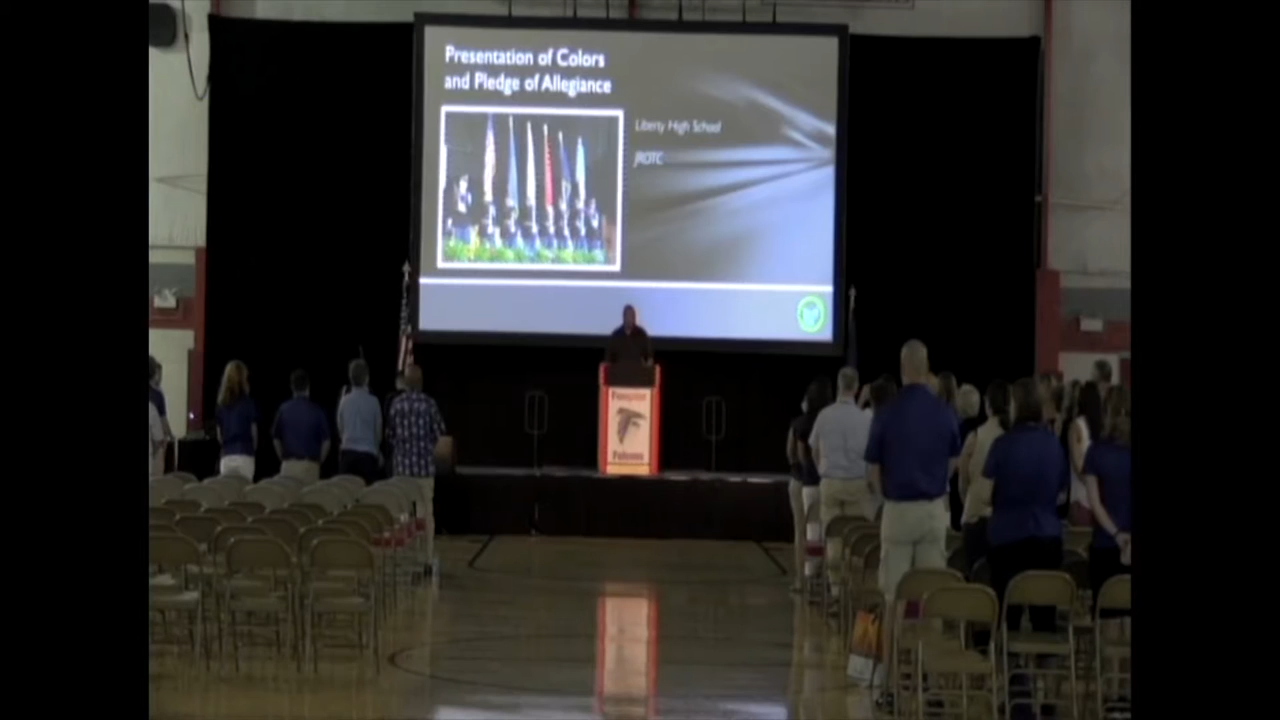 Presentation of Colors
and Pledge of Allegiance
Liberty High School
JROTC
Falcons